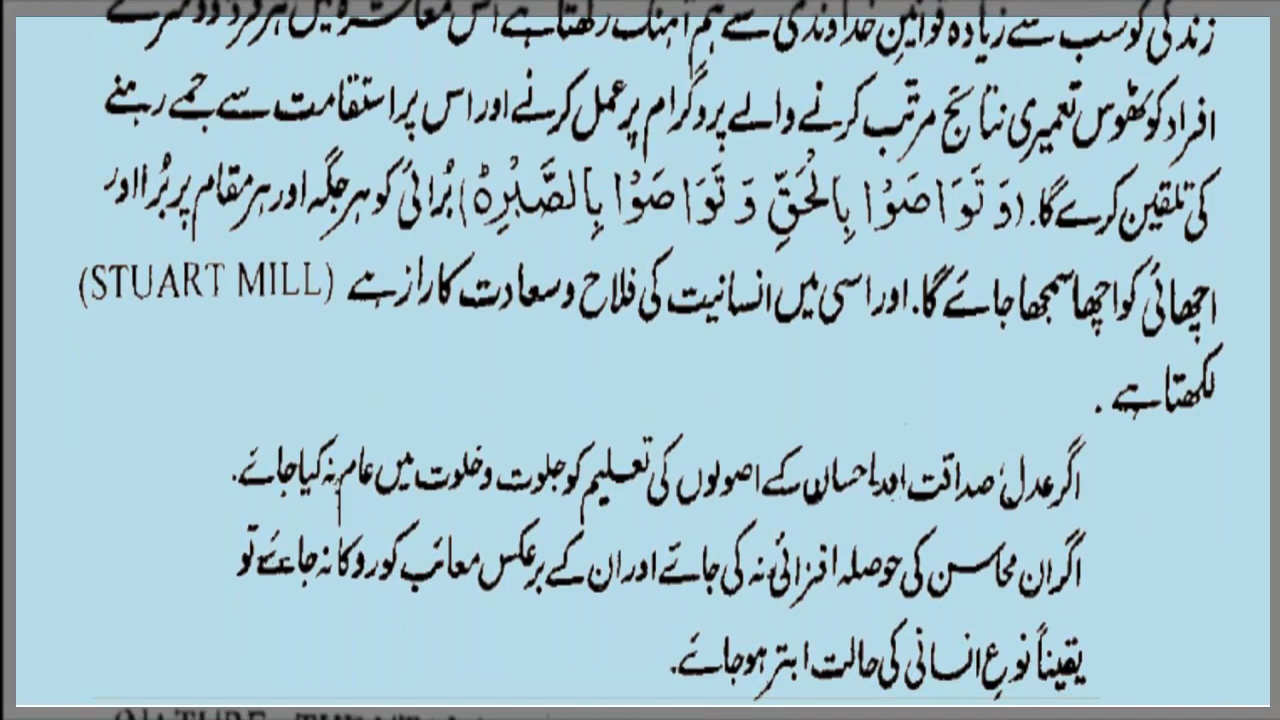 زندگی کو سب سے زیادہ قوانینِ خداوندی سے ہم آہنگ رکھتا ہے اس معاشرہ میں ہر فرد دوسرے
افراد کو ٹھوس تعمیری نتائج مرتب کرنے والے پروگرام پر عمل کرنے اور اس پر استقامت سے جمے رہنے
کی تلقین کرے گا. (وَ تَوَاصَوْا بِالْحَقِّ وَ تَوَاصَوْا بِالصَّبْرِہْ) بُرائی کو ہر جگہ اور ہر مقام پر بُرا اور
اچھائی کو اچھا سمجھا جائے گا. اور اسی میں انسانیت کی فلاح و سعادت کا راز ہے (STUART MILL)
لکھتا ہے .
اگر عدل، صداقت اور احسان کے اصولوں کی تعلیم کو جلوت و خلوت میں عام نہ کیا جائے.
اگر ان محاسن کی حوصلہ افزائی نہ کی جائے اور ان کے برعکس معائب کو روکا نہ جائے تو
یقیناً نوعِ انسانی کی حالت ابتر ہو جائے.